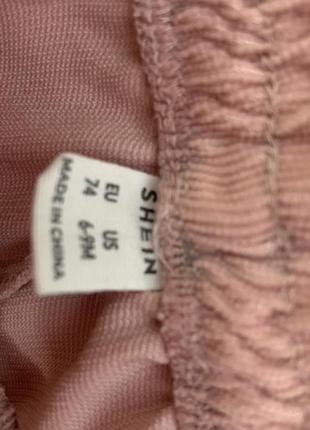 SHEIN
EU US
74 6-9M
MADE IN CHINA